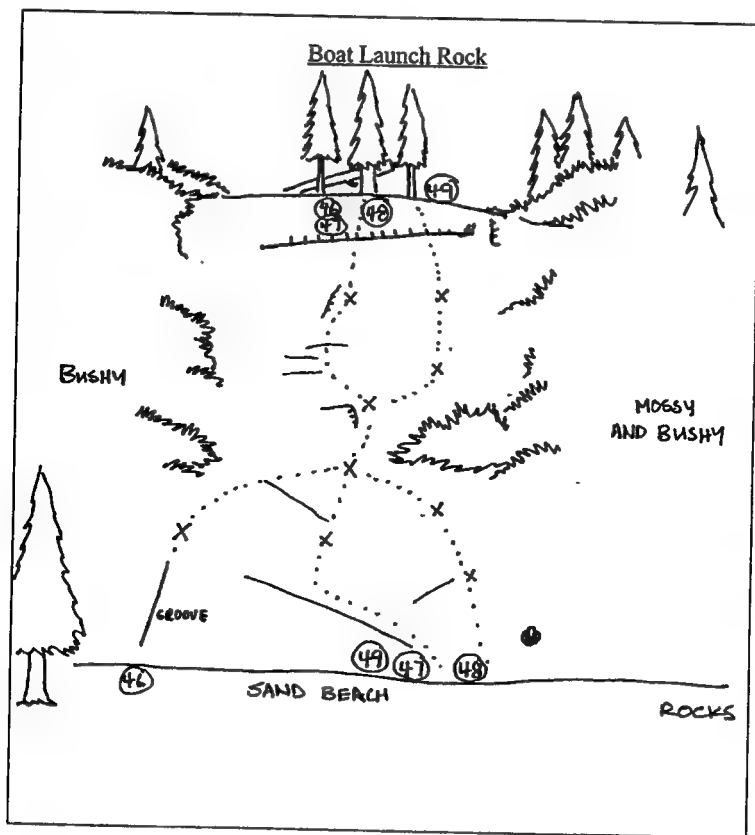 Boat Launch Rock
49
46 48
47
BUSHY
MOSSY
AND BUSHY
GROOVE
49 47 48
46
SAND BEACH
ROCKS